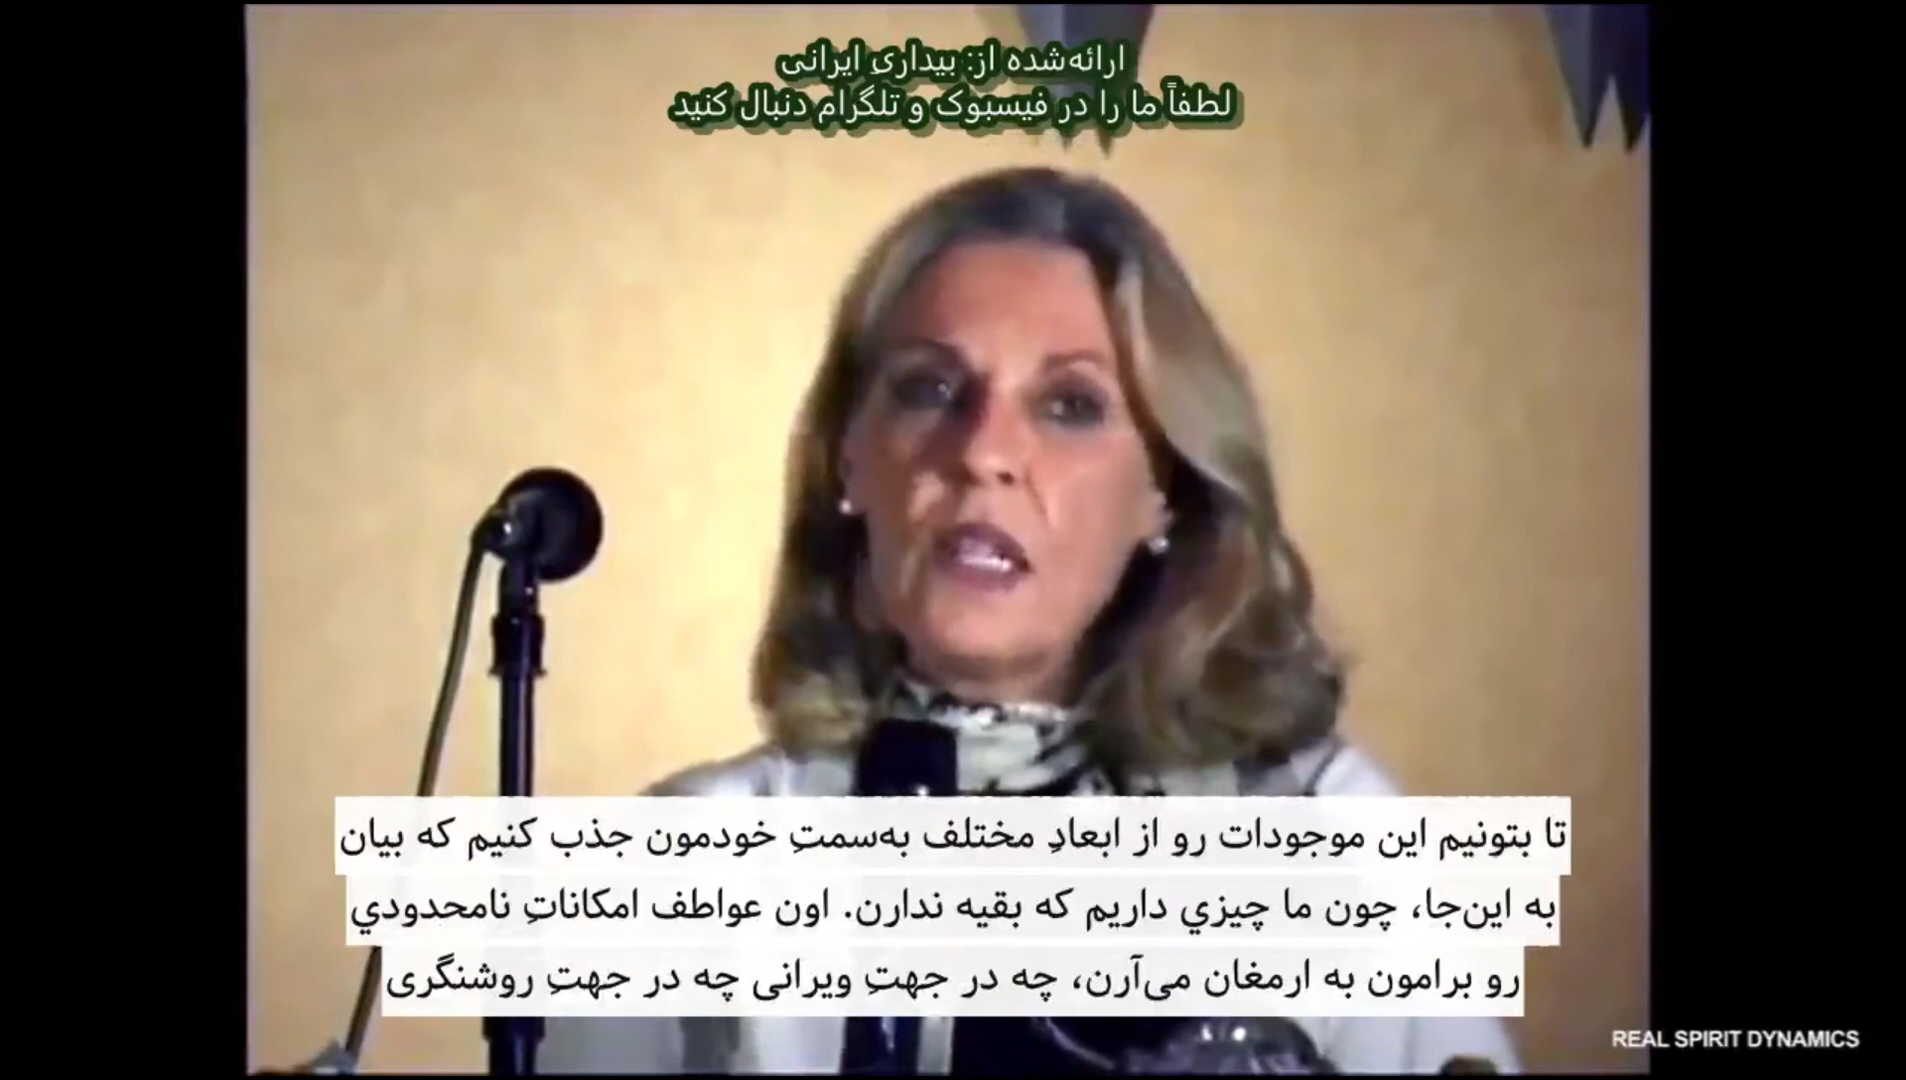 ارائه‌شده از: بیداریِ ایرانی
لطفاً ما را در فیسبوک و تلگرام دنبال کنید
تا بتونیم این موجودات رو از ابعادِ مختلف به‌سمتِ خودمون جذب کنیم که بیان
به این‌جا، چون ما چیزي داریم که بقیه ندارن. اون عواطف امکاناتِ نامحدودي
رو برامون به ارمغان می‌آرن، چه در جهتِ ویرانی چه در جهتِ روشنگری
REAL SPIRIT DYNAMICS